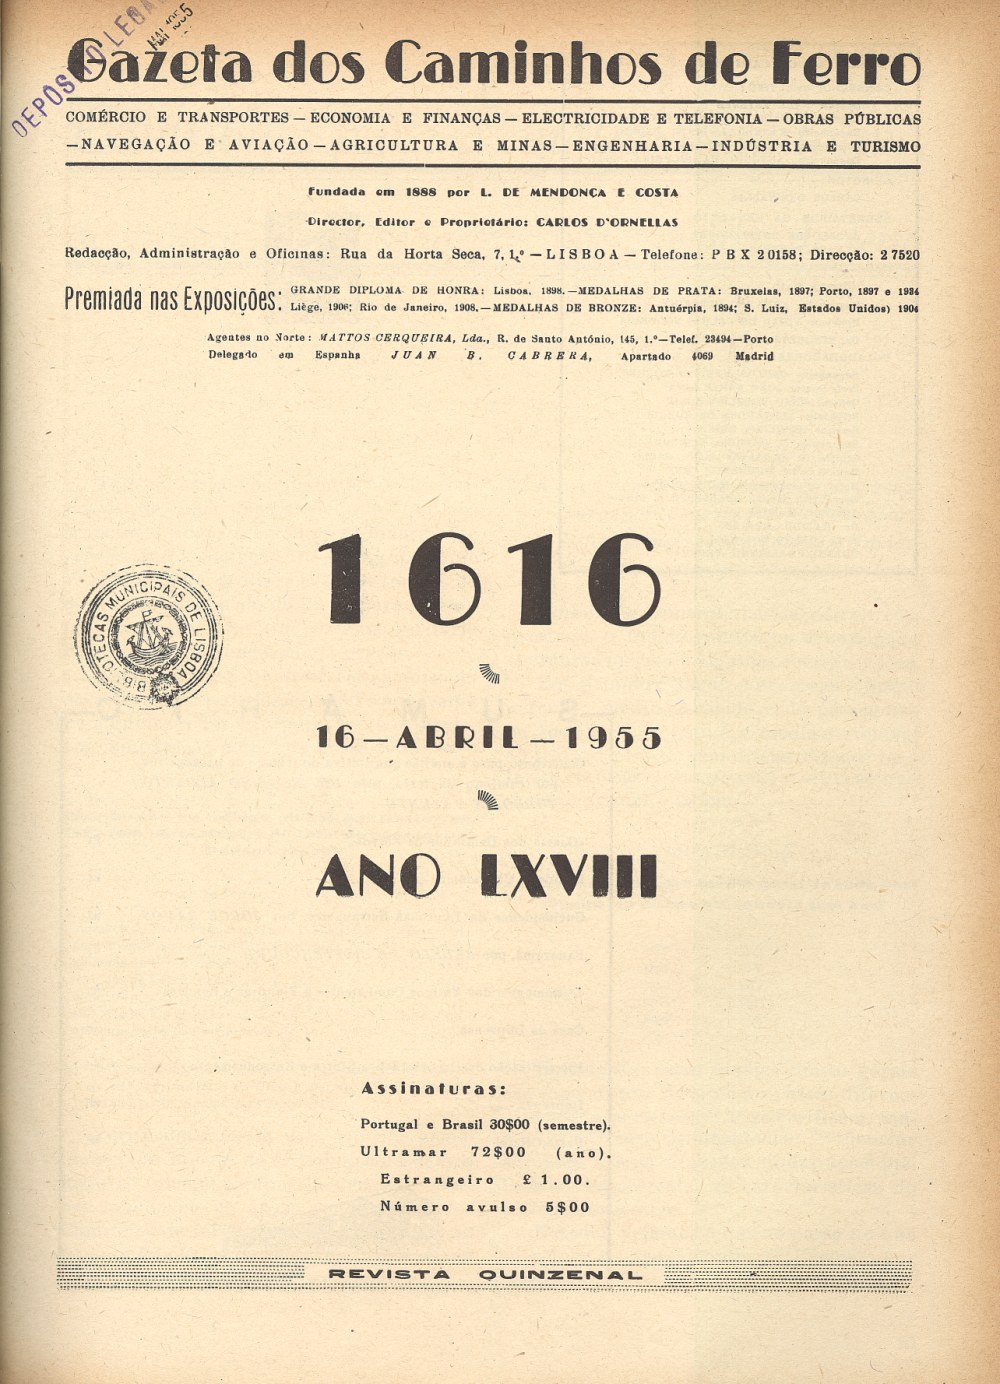 DEPÓSITO LEGAL
MAI 1955
Gazeta dos Caminhos de Ferro
COMÉRCIO E TRANSPORTES — ECONOMIA E FINANÇAS — ELECTRICIDADE E TELEFONIA — OBRAS PÚBLICAS
— NAVEGAÇÃO E AVIAÇÃO — AGRICULTURA E MINAS — ENGENHARIA — INDÚSTRIA E TURISMO
Fundada em 1888 por L. DE MENDONÇA E COSTA
Director, Editor e Proprietário: CARLOS D'ORNELLAS
Redacção, Administração e Oficinas: Rua da Horta Seca, 7, 1.º — LISBOA — Telefone: P B X 20158; Direcção: 27520
Premiada nas Exposições: GRANDE DIPLOMA DE HONRA: Lisboa, 1898. — MEDALHAS DE PRATA: Bruxelas, 1897; Porto, 1897 e 1934
Liège, 1906; Rio de Janeiro, 1908. — MEDALHAS DE BRONZE: Antuérpia, 1894; S. Luiz, Estados Unidos) 1904
Agentes no Norte: MATTOS CERQUEIRA, Lda., R. de Santo António, 145, 1.º — Telef. 23494 — Porto
Delegado em Espanha JUAN B. CABRERA, Apartado 4069 Madrid
1616
BIBLIOTECAS MUNICIPAIS DE LISBOA
16 — ABRIL — 1955
ANO LXVIII
Assinaturas:
Portugal e Brasil 30$00 (semestre).
Ultramar 72$00 (ano).
Estrangeiro £ 1.00.
Número avulso 5$00
REVISTA QUINZENAL